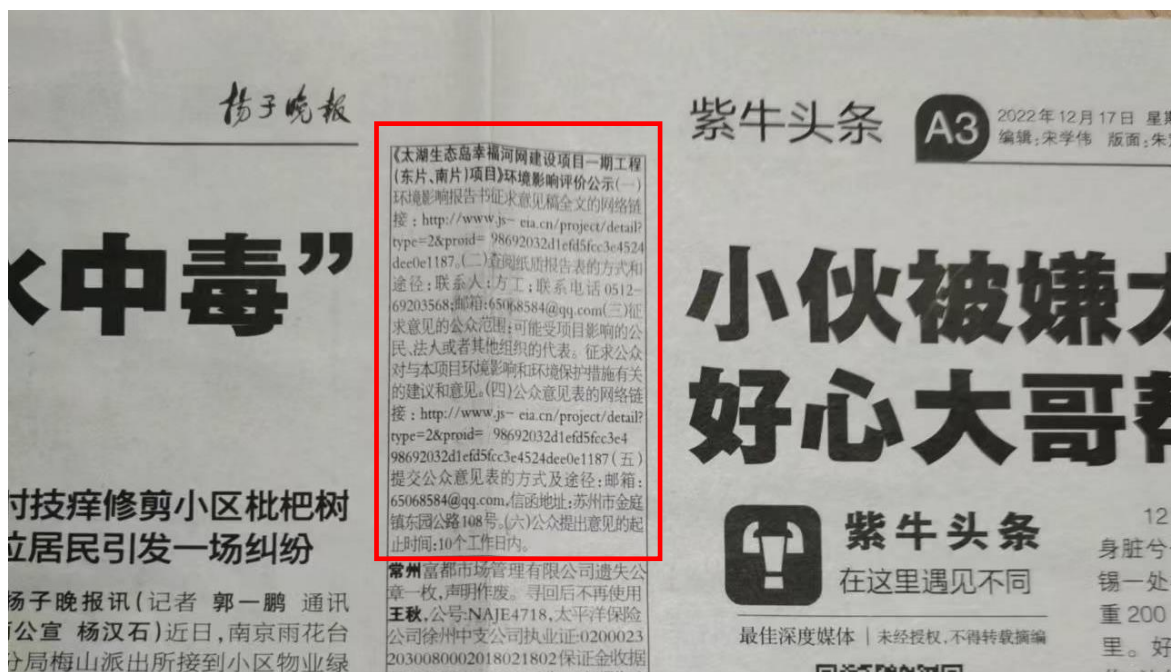 扬子晚报
中毒”
时技痒修剪小区枇杷树
位居民引发一场纠纷
扬子晚报讯(记者 郭一鹏 通讯
公宣 杨汉石)近日,南京雨花台
分局梅山派出所接到小区物业绿
《太湖生态岛幸福河网建设项目一期工程
(东片、南片)项目》环境影响评价公示(一)
环境影响报告书征求意见稿全文的网络链
接：http://www.js- eia.cn/project/detail?
type=2&proid= 98692032d1efd5fcc3e4524
dee0e1187。(二)查阅纸质报告表的方式和
途径:联系人:方工;联系电话0512-
69203568;邮箱:65068584@qq.com(三)征
求意见的公众范围:可能受项目影响的公
民、法人或者其他组织的代表。征求公众
对与本项目环境影响和环境保护措施有关
的建议和意见。(四)公众意见表的网络链
接：http://www.js- eia.cn/project/detail?
type=2&proid= 98692032d1efd5fcc3e4
98692032d1efd5fcc3e4524dee0e1187(五)
提交公众意见表的方式及途径:邮箱:
65068584@qq.com,信函地址:苏州市金庭
镇东园公路108号。(六)公众提出意见的起
止时间:10个工作日内。
常州富都市场管理有限公司遗失公
章一枚,声明作废。寻回后不再使用
王秋,公号:NAJE4718,太平洋保险
公司徐州中支公司执业证:0200023
2030080002018021802保证金收据
紫牛头条
A3
2022年12月17日 星期
编辑:宋学伟 版面:朱
小伙被嫌
好心大哥
紫牛头条
在这里遇见不同
最佳深度媒体 | 未经授权,不得转载摘编
12
身脏兮
锡一处
重200
里。好